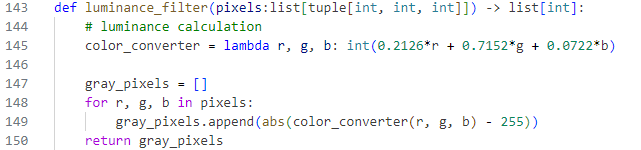 143 def luminance_filter(pixels:list[tuple[int, int, int]]) -> list[int]:
144     # luminance calculation
145     color_converter = lambda r, g, b: int(0.2126*r + 0.7152*g + 0.0722*b)
146
147     gray_pixels = []
148     for r, g, b in pixels:
149         gray_pixels.append(abs(color_converter(r, g, b) - 255))
150     return gray_pixels